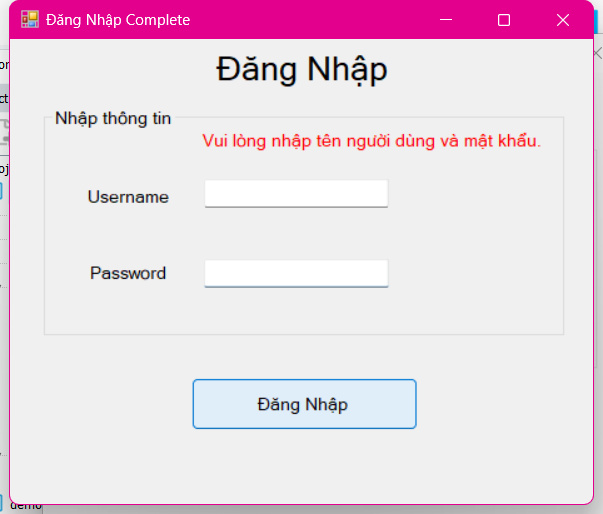 Đăng Nhập Complete
Đăng Nhập
Nhập thông tin
Vui lòng nhập tên người dùng và mật khẩu.
Username
Password
Đăng Nhập
demo